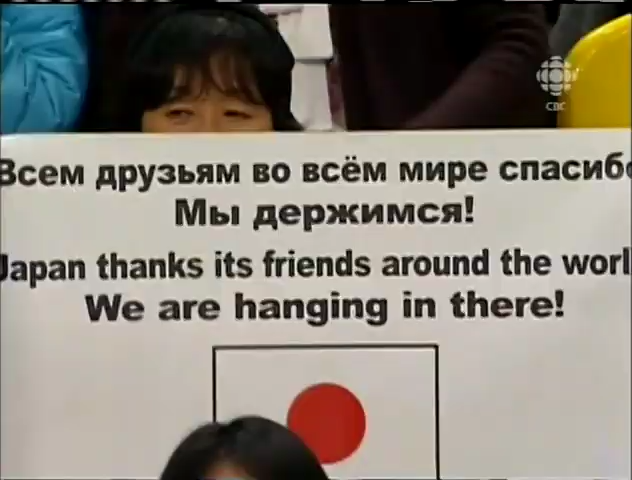 CBC
Всем друзьям во всём мире спасибо
Мы держимся!
Japan thanks its friends around the worl
We are hanging in there!